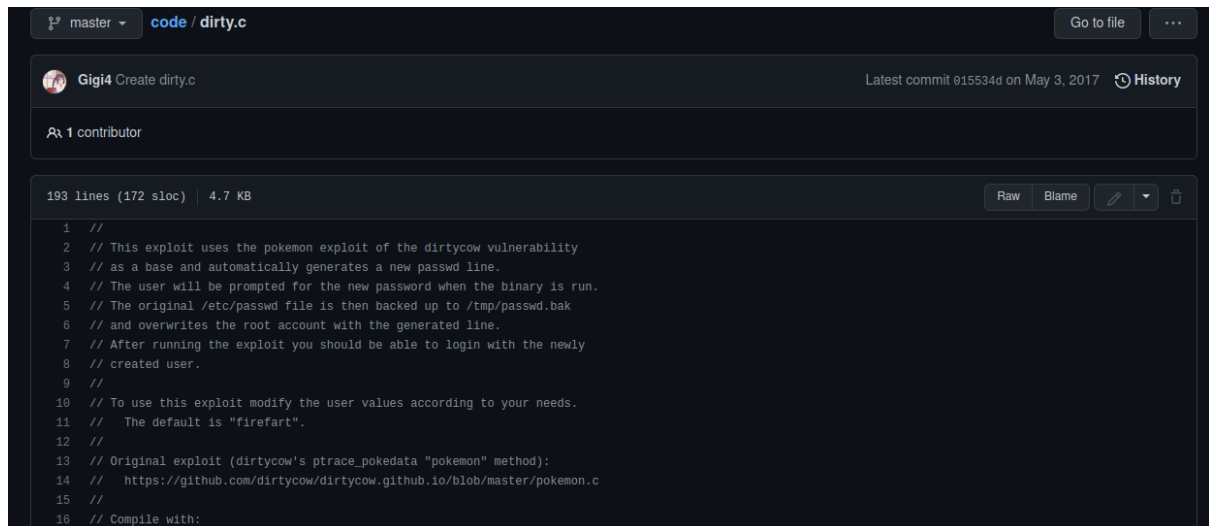 master code / dirty.c Go to file ...
Gigi4 Create dirty.c Latest commit 015534d on May 3, 2017 History
1 contributor
193 lines (172 sloc) 4.7 KB Raw Blame
1 //
2 // This exploit uses the pokemon exploit of the dirtycow vulnerability
3 // as a base and automatically generates a new passwd line.
4 // The user will be prompted for the new password when the binary is run.
5 // The original /etc/passwd file is then backed up to /tmp/passwd.bak
6 // and overwrites the root account with the generated line.
7 // After running the exploit you should be able to login with the newly
8 // created user.
9 //
10 // To use this exploit modify the user values according to your needs.
11 //   The default is "firefart".
12 //
13 // Original exploit (dirtycow's ptrace_pokedata "pokemon" method):
14 //   https://github.com/dirtycow/dirtycow.github.io/blob/master/pokemon.c
15 //
16 // Compile with: